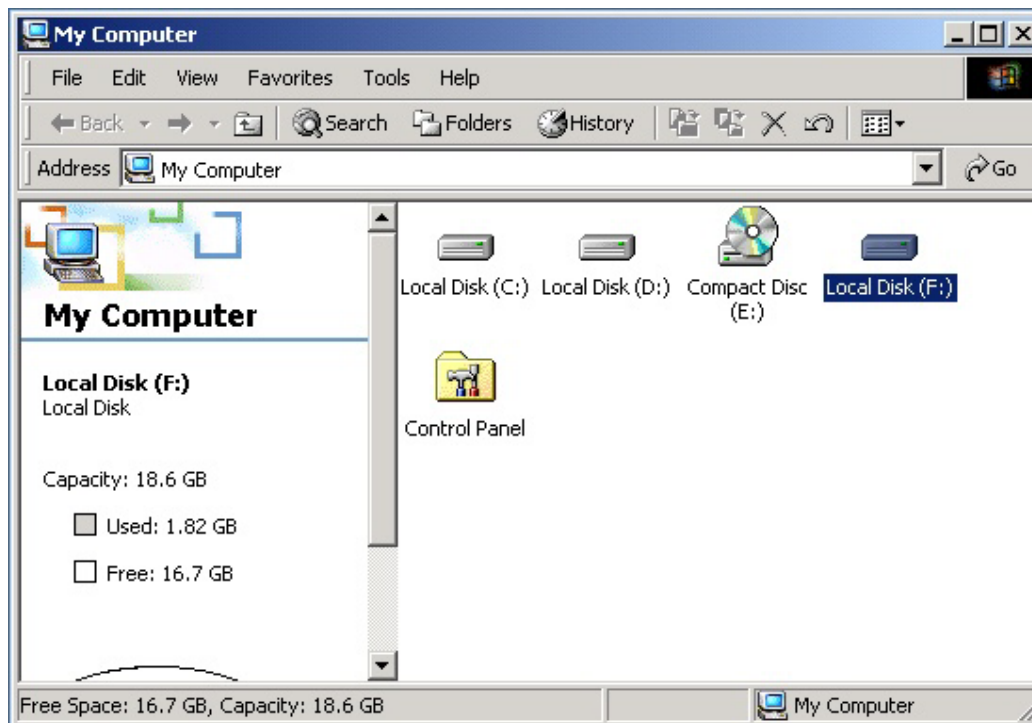 My Computer
File Edit View Favorites Tools Help
Back Search Folders History
Address My Computer Go
My Computer
Local Disk (F:)
Local Disk
Capacity: 18.6 GB
Used: 1.82 GB
Free: 16.7 GB
Local Disk (C:) Local Disk (D:) Compact Disc (E:) Local Disk (F:)
Control Panel
Free Space: 16.7 GB, Capacity: 18.6 GB My Computer